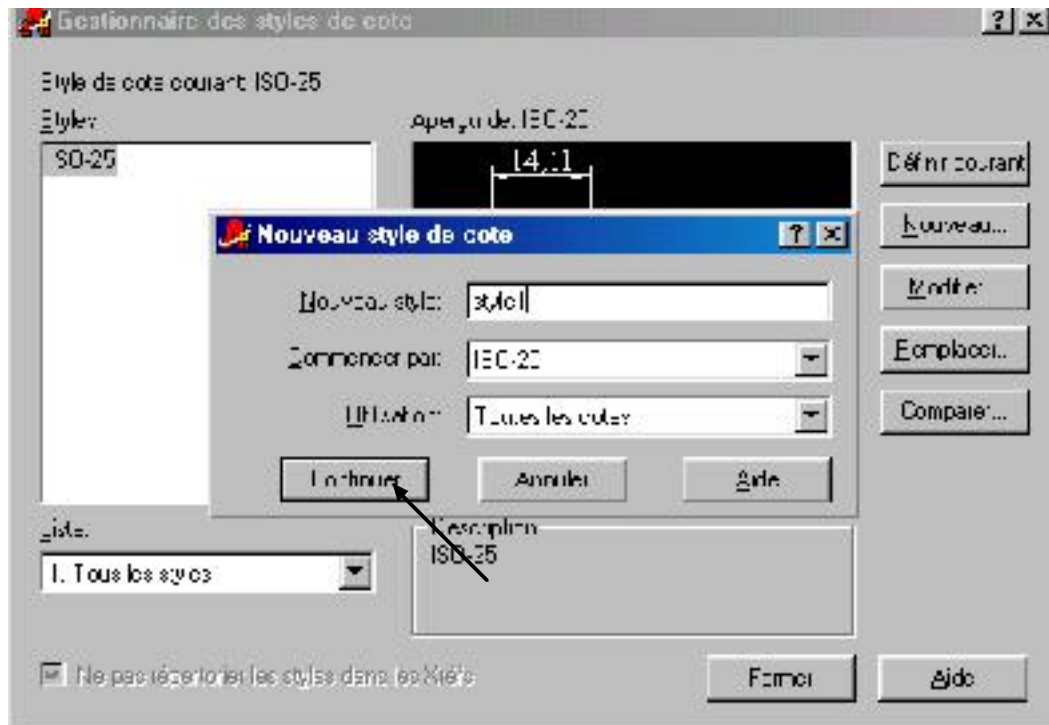 Gestionnaire des styles de cote
Style de cote courant: ISO-25
Styles:
Aperçu de: ISO-25
ISO-25
14,11
Définir courant
Nouveau...
Modifier...
Remplacer...
Comparer...
Nouveau style de cote
Nouveau style: style1
Commencer par: ISO-25
Utilisation: Toutes les cotes
Continuer
Annuler
Aide
Liste:
Tous les styles
Description
ISO-25
Ne pas répertorier les styles dans les Xréfs
Fermer
Aide